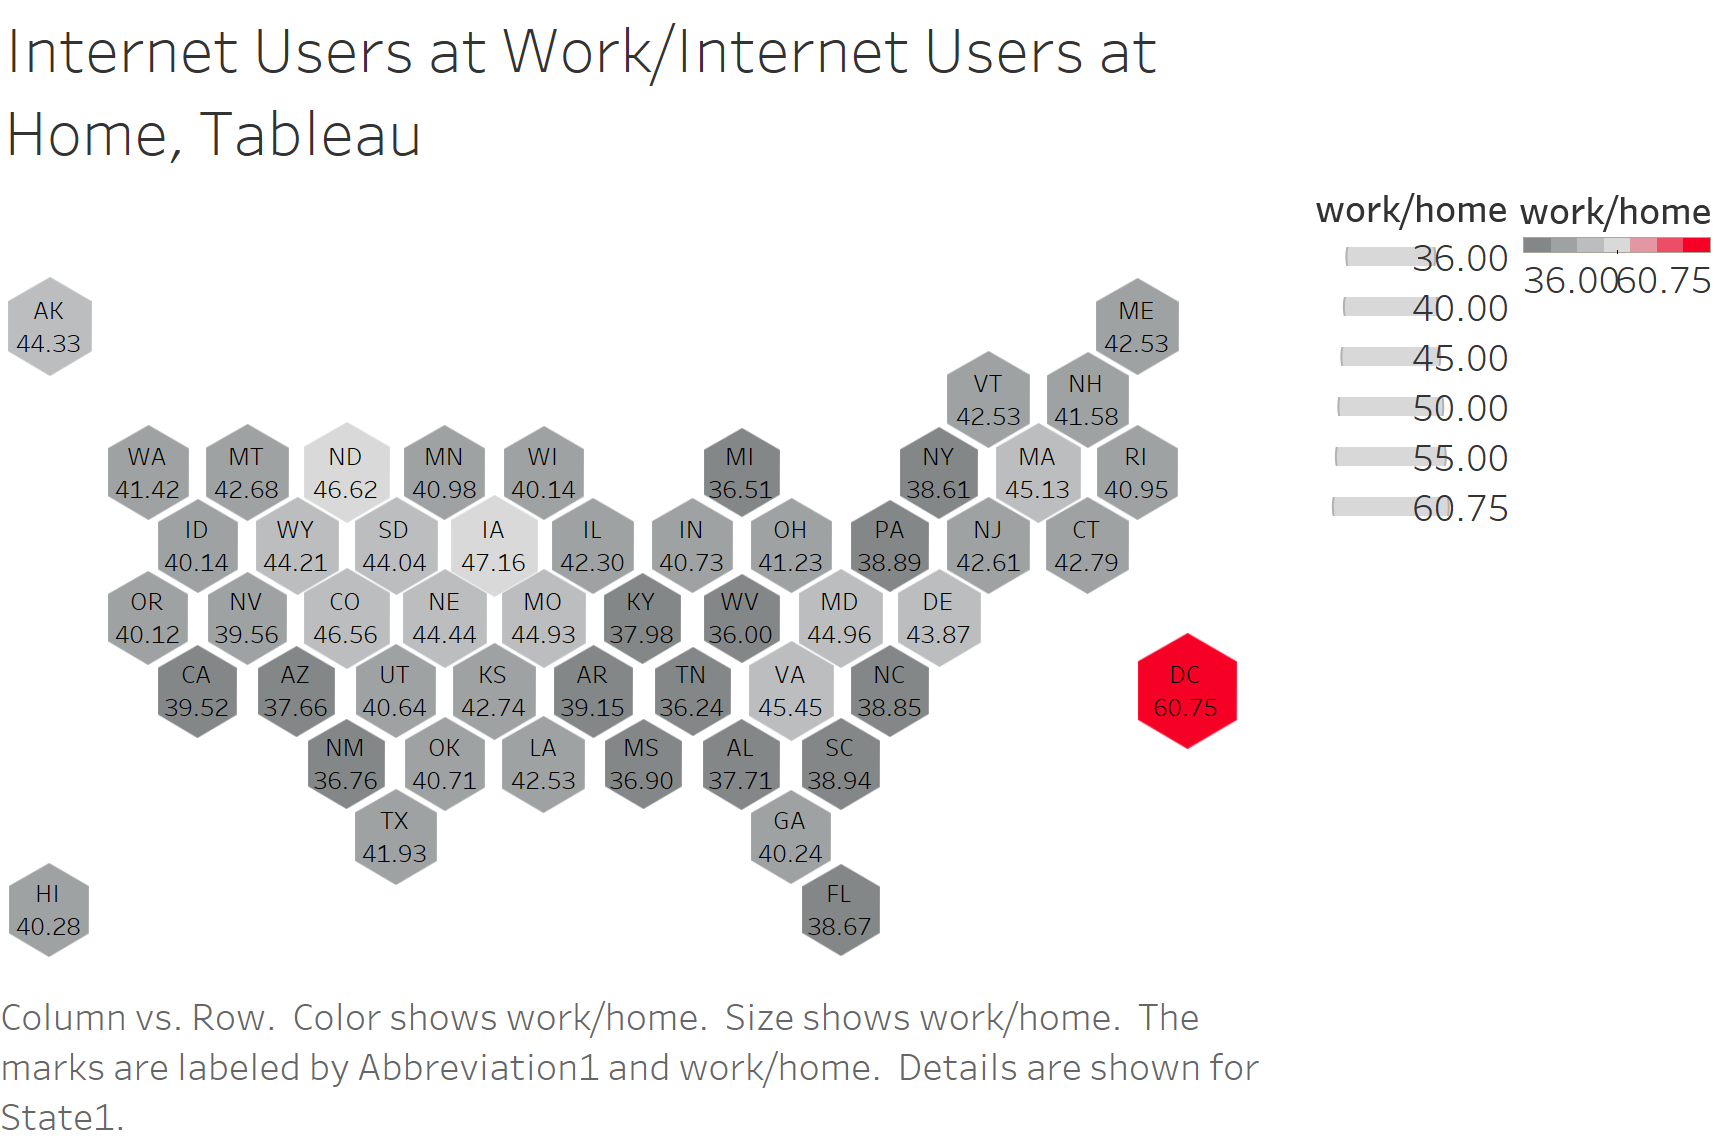 Internet Users at Work/Internet Users at
Home, Tableau
work/home
36.00
40.00
45.00
50.00
55.00
60.75
work/home
36.00 60.75
AK
44.33
ME
42.53
VT
42.53
NH
41.58
WA
41.42
MT
42.68
ND
46.62
MN
40.98
WI
40.14
MI
36.51
NY
38.61
MA
45.13
RI
40.95
ID
40.14
WY
44.21
SD
44.04
IA
47.16
IL
42.30
IN
40.73
OH
41.23
PA
38.89
NJ
42.61
CT
42.79
OR
40.12
NV
39.56
CO
46.56
NE
44.44
MO
44.93
KY
37.98
WV
36.00
MD
44.96
DE
43.87
CA
39.52
AZ
37.66
UT
40.64
KS
42.74
AR
39.15
TN
36.24
VA
45.45
NC
38.85
DC
60.75
NM
36.76
OK
40.71
LA
42.53
MS
36.90
AL
37.71
SC
38.94
TX
41.93
GA
40.24
HI
40.28
FL
38.67
Column vs. Row.  Color shows work/home.  Size shows work/home.  The
marks are labeled by Abbreviation1 and work/home.  Details are shown for
State1.